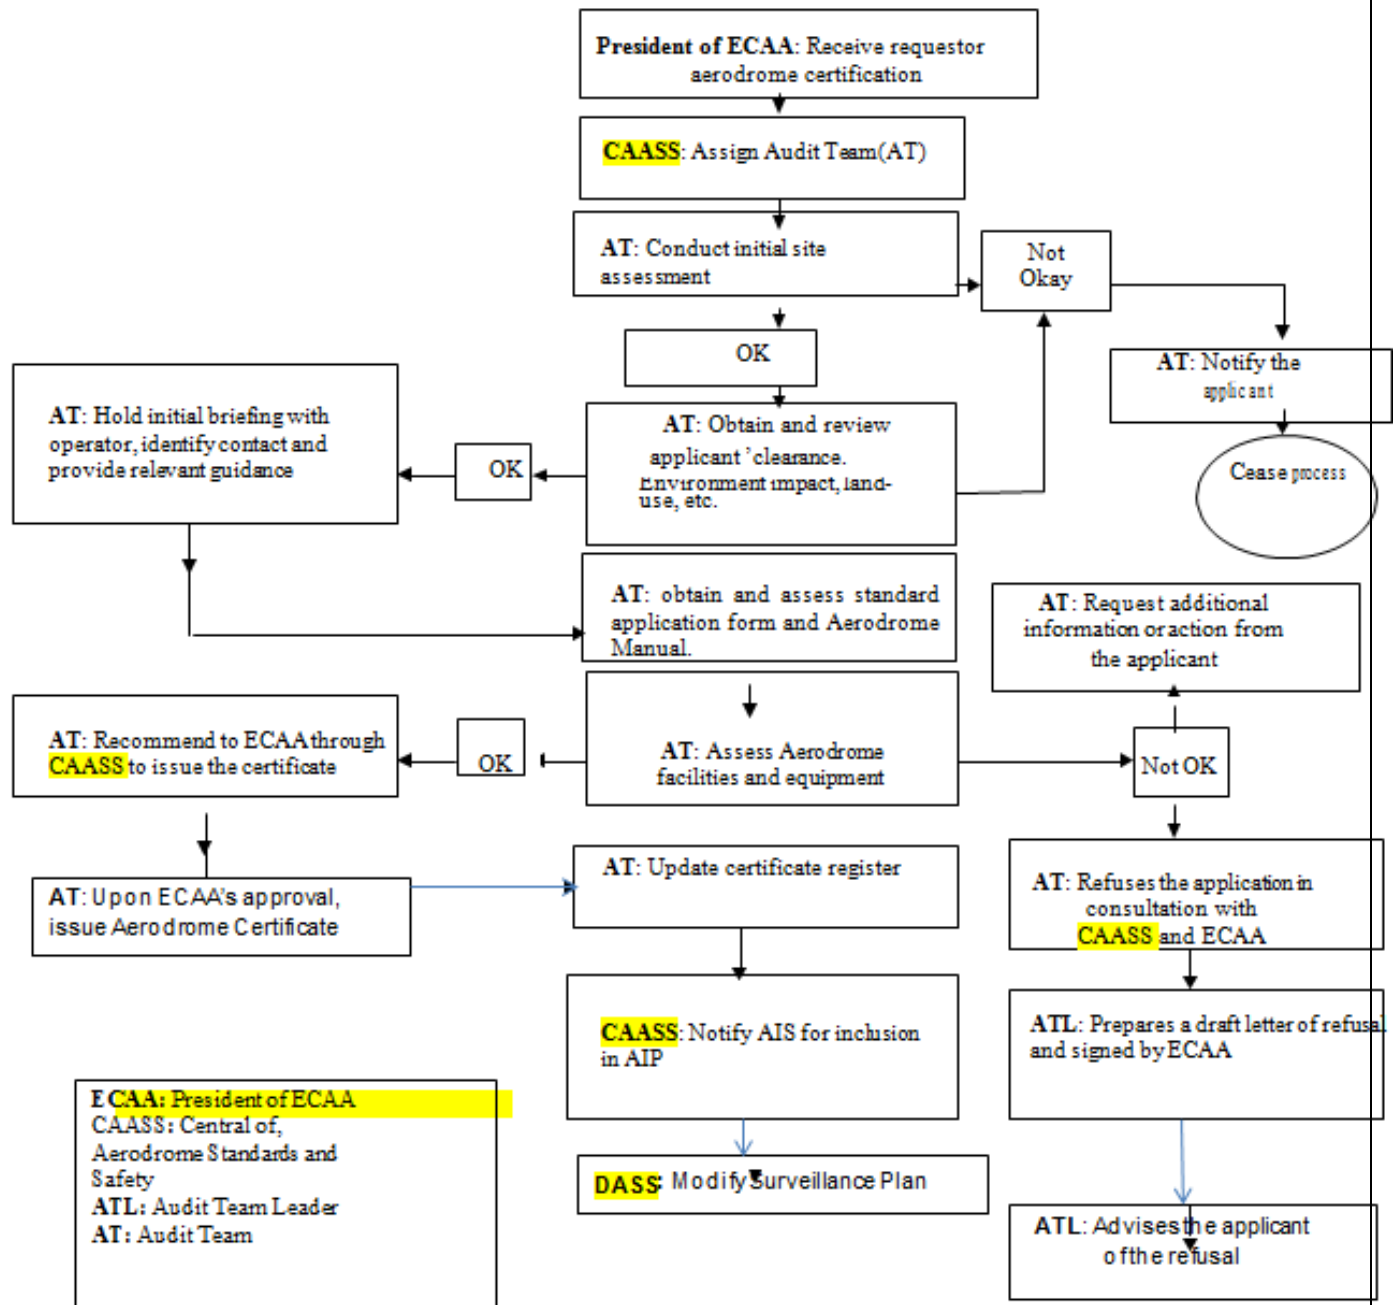 President of ECAA: Receive requestor
aerodrome certification
CAASS: Assign Audit Team(AT)
AT: Conduct initial site
assessment
Not
Okay
OK
AT: Notify the
applicant
Cease process
AT: Hold initial briefing with
operator, identify contact and
provide relevant guidance
OK
AT: Obtain and review
applicant 'clearance.
Environment impact, land-
use, etc.
AT: obtain and assess standard
application form and Aerodrome
Manual.
AT: Request additional
information or action from
the applicant
AT: Recommend to ECAA through
CAASS to issue the certificate
OK
AT: Assess Aerodrome
facilities and equipment
Not OK
AT: Upon ECAA's approval,
issue Aerodrome Certificate
AT: Update certificate register
AT: Refuses the application in
consultation with
CAASS and ECAA
CAASS: Notify AIS for inclusion
in AIP
ATL: Prepares a draft letter of refusal
and signed by ECAA
DASS: Modify Surveillance Plan
ATL: Advises the applicant
of the refusal
ECAA: President of ECAA
CAASS: Central of,
Aerodrome Standards and
Safety
ATL: Audit Team Leader
AT: Audit Team